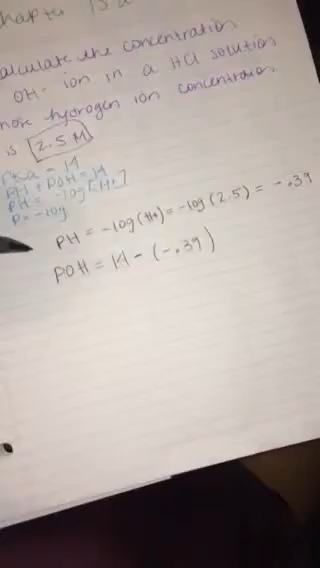 Chapter 15
calculate the concentration
OH- ion in a HCl solution
hose hydrogen ion concentration
is 2.5 M
= 14
PH + POH = 14
PH = -log[H+]
P = -log
PH = -log(H+) = -log(2.5) = -.39
POH = 14 - (-.39)